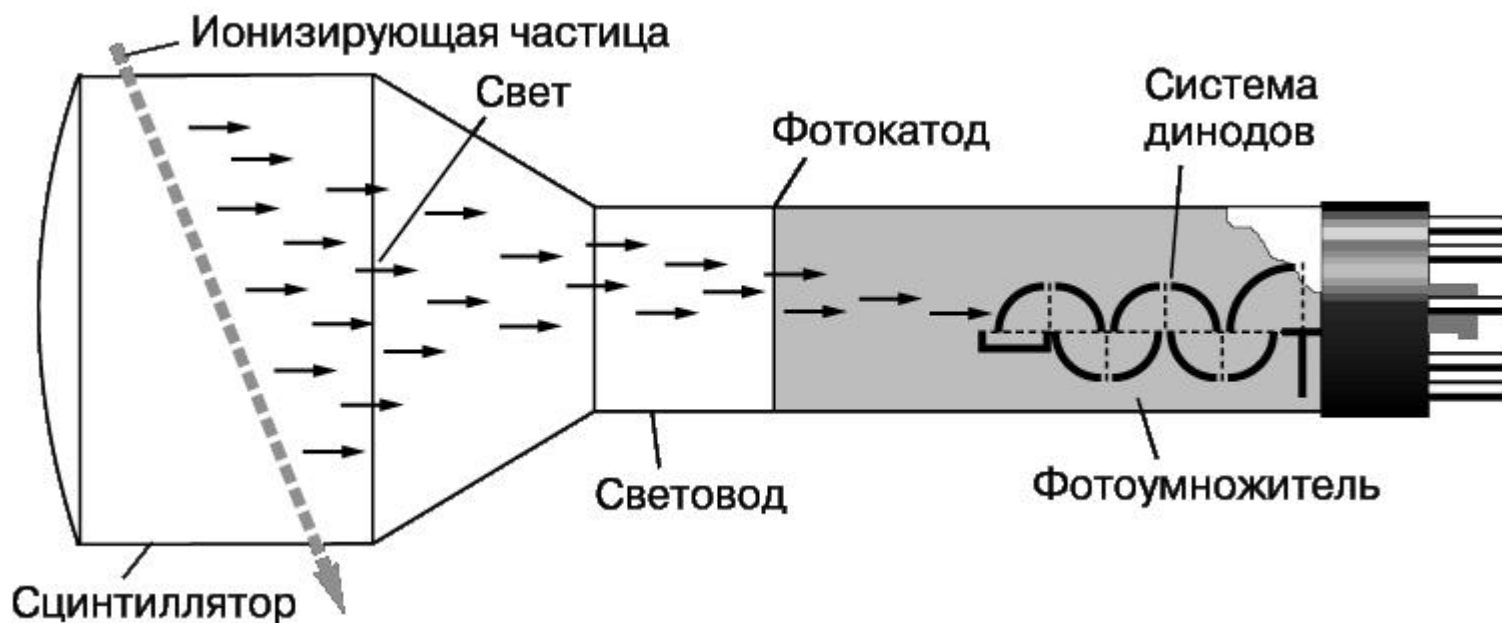 Ионизирующая частица
Свет
Фотокатод
Система
динодов
Световод
Фотоумножитель
Сцинтиллятор